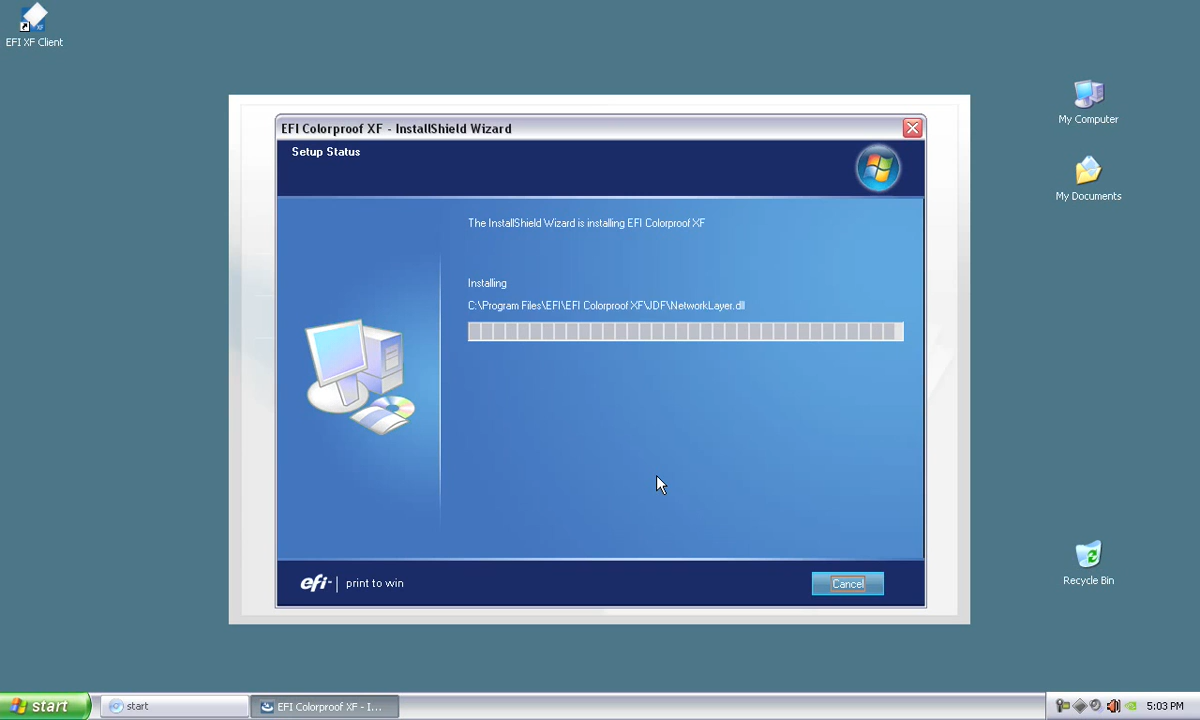 EFI XF Client
My Computer
My Documents
EFI Colorproof XF - InstallShield Wizard
Setup Status
The InstallShield Wizard is installing EFI Colorproof XF
Installing
C:\Program Files\EFI\EFI Colorproof XF\JDF\NetworkLayer.dll
efi
print to win
Cancel
Recycle Bin
start
start
EFI Colorproof XF - I...
5:03 PM